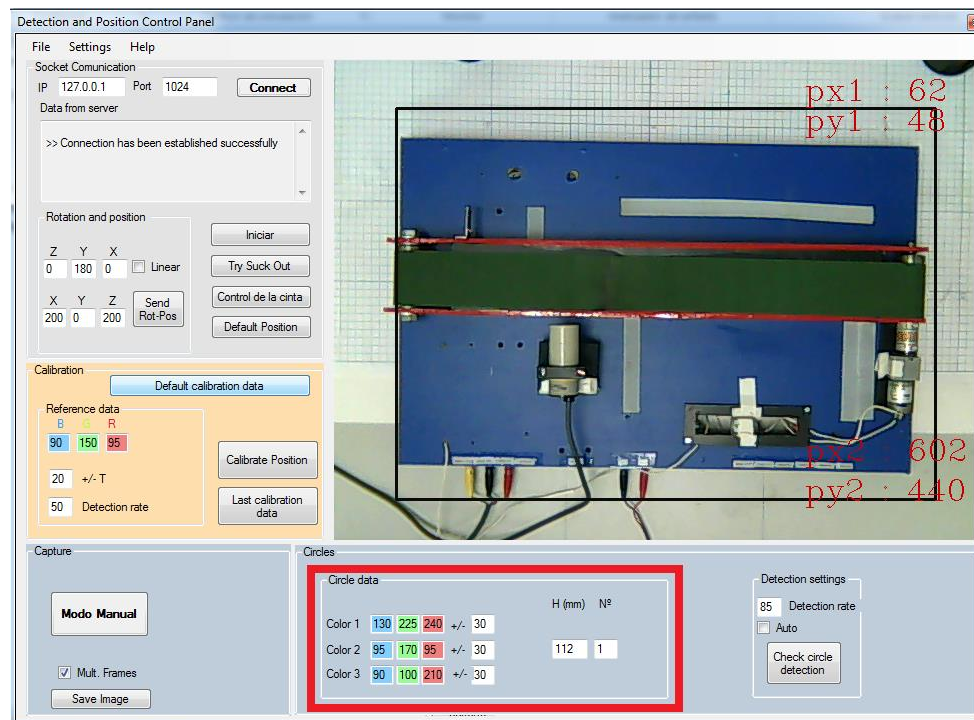 Detection and Position Control Panel
File Settings Help
Socket Comunication
IP 127.0.0.1 Port 1024 Connect
Data from server
>> Connection has been established successfully
Rotation and position
Z Y X
0 180 0 Linear
X Y Z
200 0 200 Send Rot-Pos
Iniciar
Try Suck Out
Control de la cinta
Default Position
px1 : 62
py1 : 48
px2 : 602
py2 : 440
Calibration
Default calibration data
Reference data
B G R
90 150 95
20 +/- T
50 Detection rate
Calibrate Position
Last calibration
data
Capture
Modo Manual
Mult. Frames
Save Image
Circles
Circle data
H (mm) Nº
Color 1 130 225 240 +/- 30
Color 2 95 170 95 +/- 30 112 1
Color 3 90 100 210 +/- 30
Detection settings
85 Detection rate
Auto
Check circle
detection